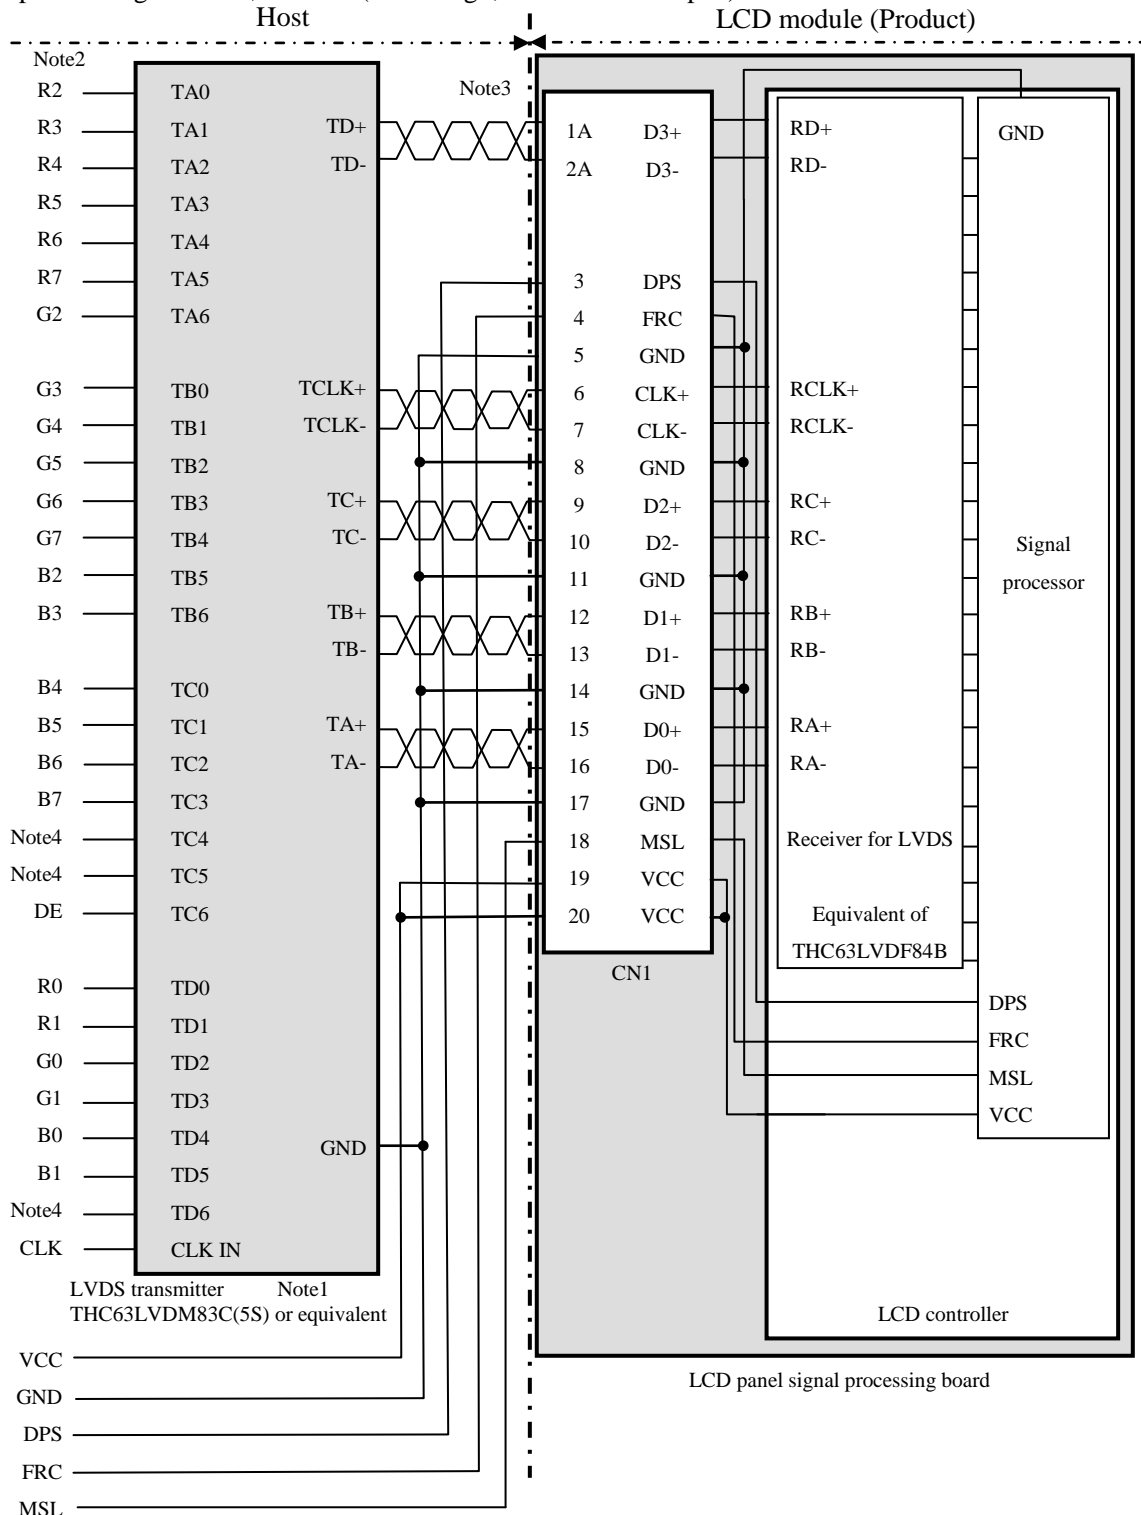 Host
LCD module (Product)
Note2
Note3
R2 TA0
R3 TA1 TD+
R4 TA2 TD-
R5 TA3
R6 TA4
R7 TA5
G2 TA6
G3 TB0 TCLK+
G4 TB1 TCLK-
G5 TB2
G6 TB3 TC+
G7 TB4 TC-
B2 TB5
B3 TB6 TB+
TB-
B4 TC0
B5 TC1 TA+
B6 TC2 TA-
B7 TC3
Note4 TC4
Note4 TC5
DE TC6
R0 TD0
R1 TD1
G0 TD2
G1 TD3
B0 TD4 GND
B1 TD5
Note4 TD6
CLK CLK IN
LVDS transmitter Note1
THC63LVDM83C(5S) or equivalent
VCC
GND
DPS
FRC
MSL
1A D3+
2A D3-
3 DPS
4 FRC
5 GND
6 CLK+
7 CLK-
8 GND
9 D2+
10 D2-
11 GND
12 D1+
13 D1-
14 GND
15 D0+
16 D0-
17 GND
18 MSL
19 VCC
20 VCC
CN1
RD+
RD-
RCLK+
RCLK-
RC+
RC-
RB+
RB-
RA+
RA-
Receiver for LVDS
Equivalent of
THC63LVDF84B
GND
Signal
processor
DPS
FRC
MSL
VCC
LCD controller
LCD panel signal processing board